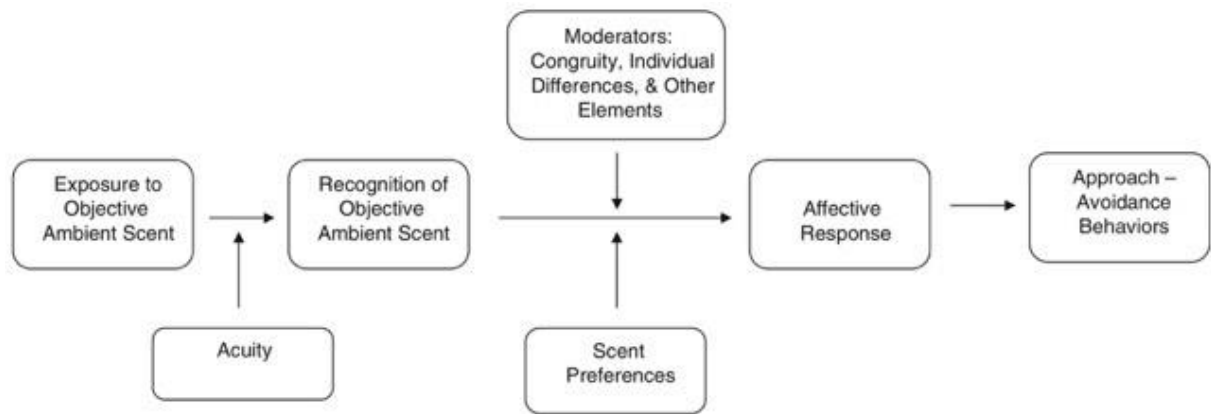 Moderators:
Congruity, Individual
Differences, & Other
Elements
Exposure to
Objective
Ambient Scent
Recognition of
Objective
Ambient Scent
Affective
Response
Approach –
Avoidance
Behaviors
Acuity
Scent
Preferences